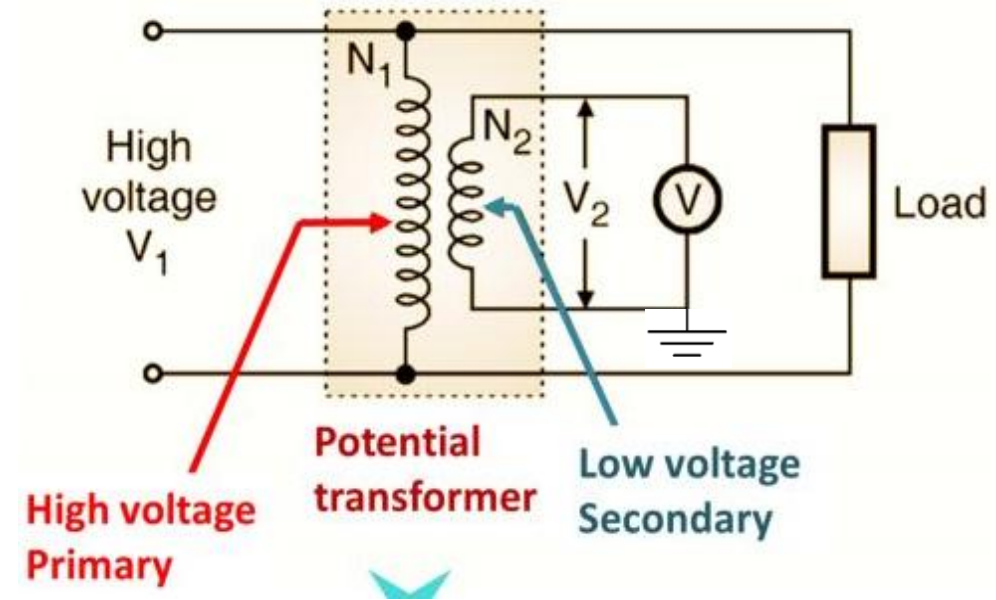 N1
N2
High
voltage
V1
V2
V
Load
Potential
transformer
Low voltage
Secondary
High voltage
Primary